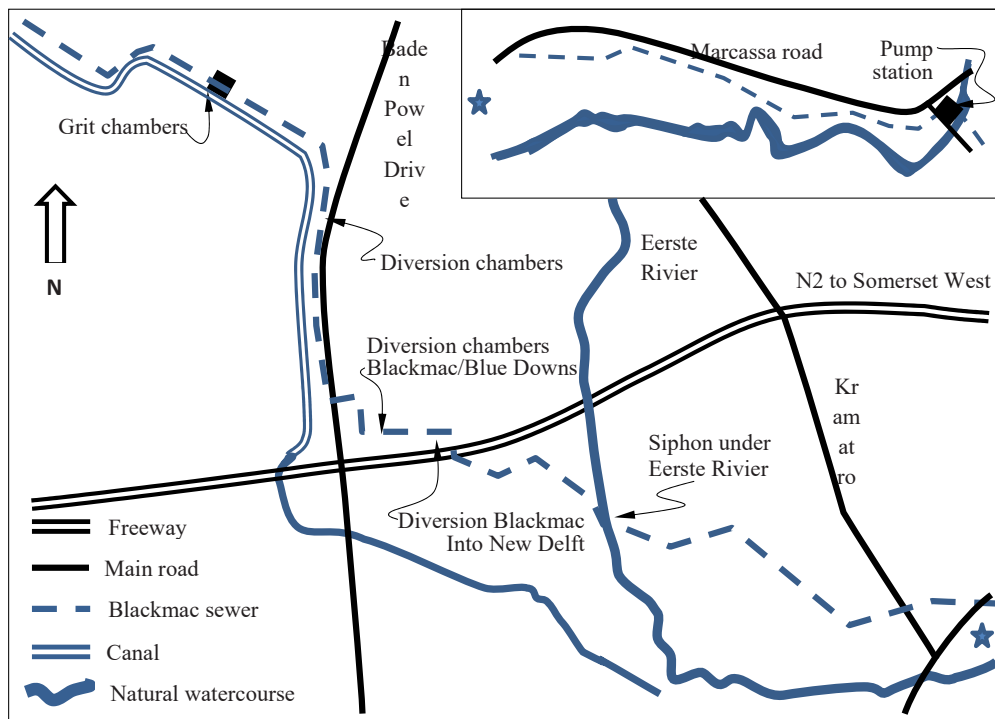 Bade
n
Pow
el
Driv
e
Marcassa road
Pump
station
Grit chambers
N
Diversion chambers
Eerste
Rivier
N2 to Somerset West
Diversion chambers
Blackmac/Blue Downs
Kr
am
at
ro
Siphon under
Eerste Rivier
Diversion Blackmac
Into New Delft
Freeway
Main road
Blackmac sewer
Canal
Natural watercourse